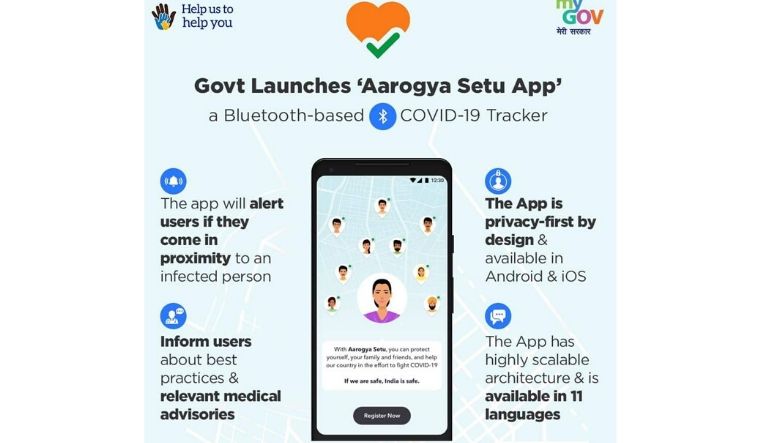 Help us to
help you
my
GOV
मेरी सरकार
Govt Launches ‘Aarogya Setu App’
a Bluetooth-based COVID-19 Tracker
The app will alert
users if they
come in
proximity to an
infected person
Inform users
about best
practices &
relevant medical
advisories
12:30
With Aarogya Setu, you can protect
yourself, your family and friends, and help
our country in the effort to fight COVID-19
If we are safe, India is safe.
Register Now
The App is
privacy-first by
design &
available in
Android & iOS
The App has
highly scalable
architecture & is
available in 11
languages